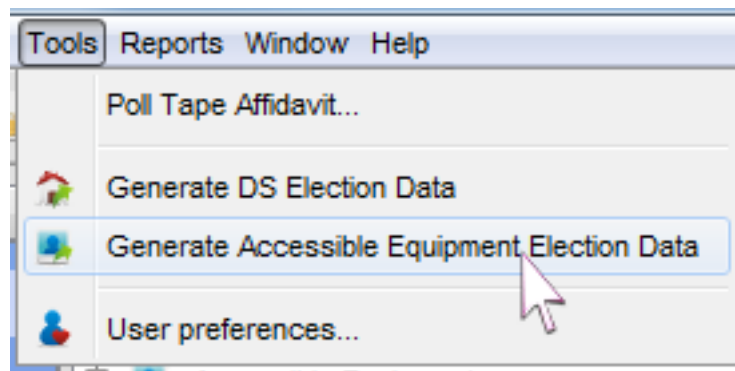 Tools Reports Window Help
Poll Tape Affidavit...
Generate DS Election Data
Generate Accessible Equipment Election Data
User preferences...